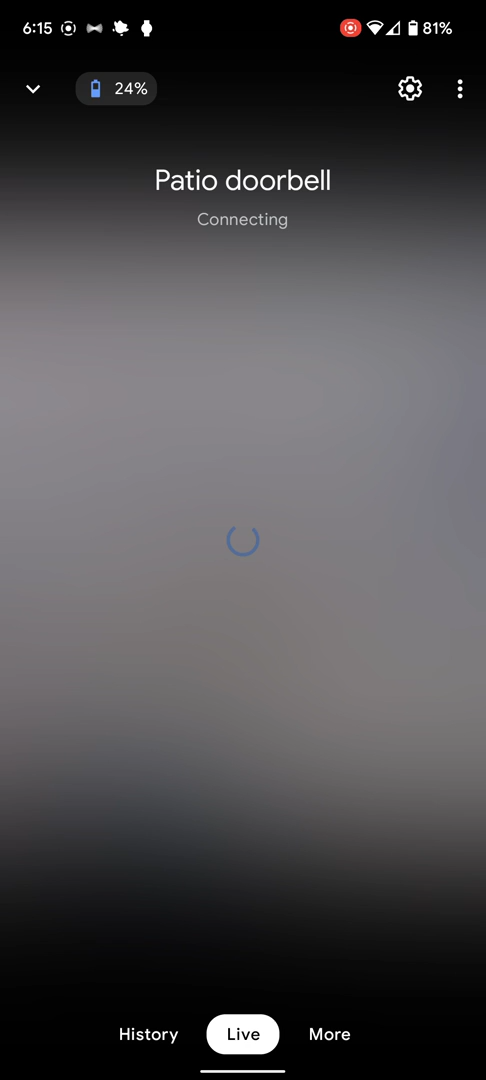 6:15 81%
24%
Patio doorbell
Connecting
History Live More